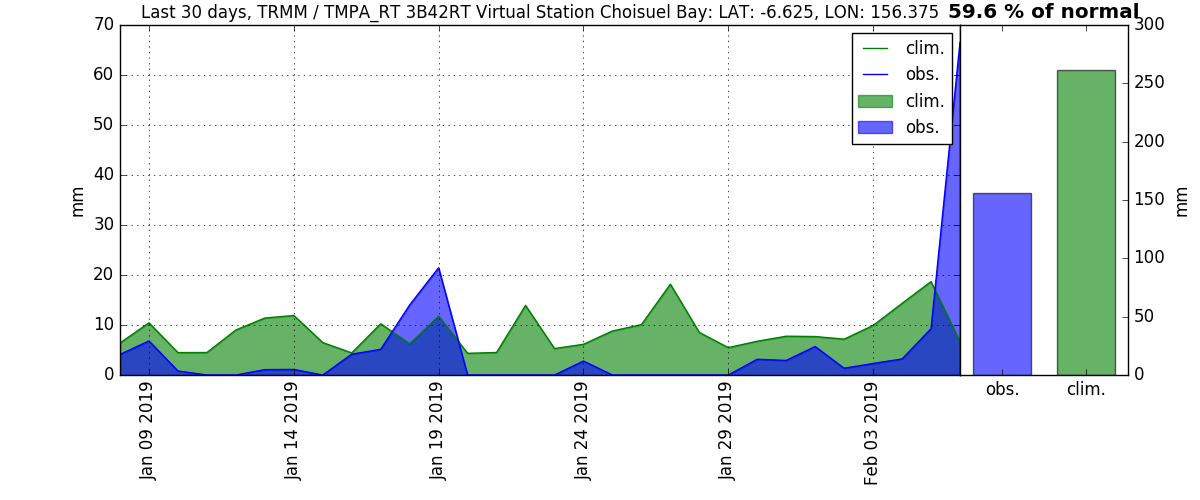 Last 30 days, TRMM / TMPA_RT 3B42RT Virtual Station Choisuel Bay: LAT: -6.625, LON: 156.375 59.6 % of normal
70
60
50
40
30
20
10
0
mm
clim.
obs.
clim.
obs.
Jan 09 2019
Jan 14 2019
Jan 19 2019
Jan 24 2019
Jan 29 2019
Feb 03 2019
300
250
200
150
100
50
0
mm
obs. clim.